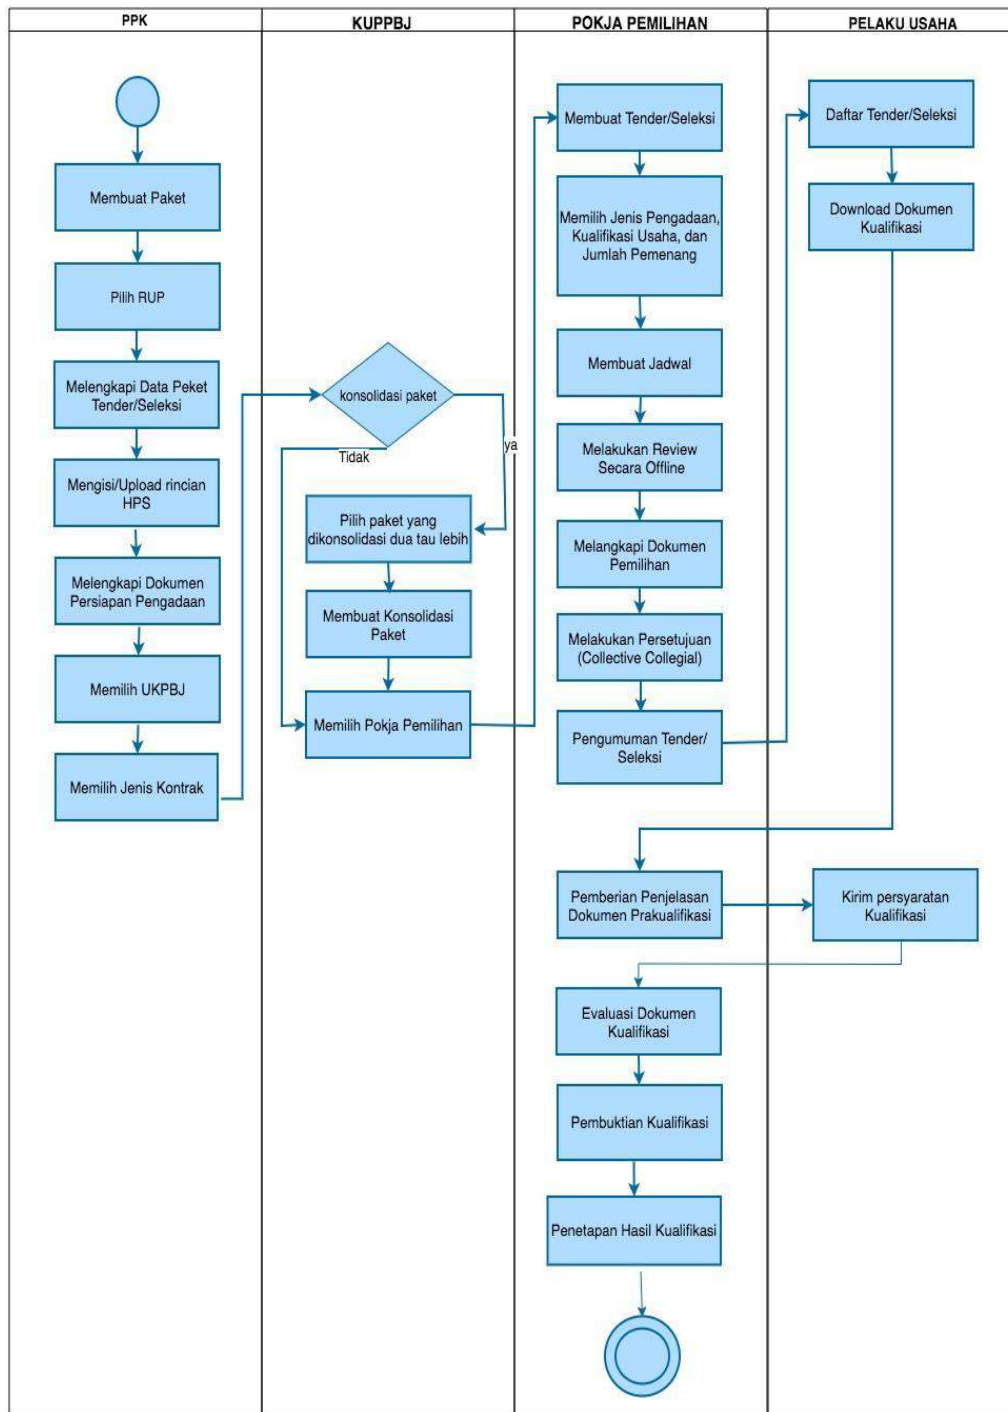 PPK
KUPPBJ
POKJA PEMILIHAN
PELAKU USAHA
Membuat Paket
Pilih RUP
Melengkapi Data Peket
Tender/Seleksi
Mengisi/Upload rincian
HPS
Melengkapi Dokumen
Persiapan Pengadaan
Memilih UKPBJ
Memilih Jenis Kontrak
konsolidasi paket
ya
Tidak
Pilih paket yang
dikonsolidasi dua tau lebih
Membuat Konsolidasi
Paket
Memilih Pokja Pemilihan
Membuat Tender/Seleksi
Memilih Jenis Pengadaan,
Kualifikasi Usaha, dan
Jumlah Pemenang
Membuat Jadwal
Melakukan Review
Secara Offline
Melangkapi Dokumen
Pemilihan
Melakukan Persetujuan
(Collective Collegial)
Pengumuman Tender/
Seleksi
Daftar Tender/Seleksi
Download Dokumen
Kualifikasi
Pemberian Penjelasan
Dokumen Prakualifikasi
Kirim persyaratan
Kualifikasi
Evaluasi Dokumen
Kualifikasi
Pembuktian Kualifikasi
Penetapan Hasil Kualifikasi